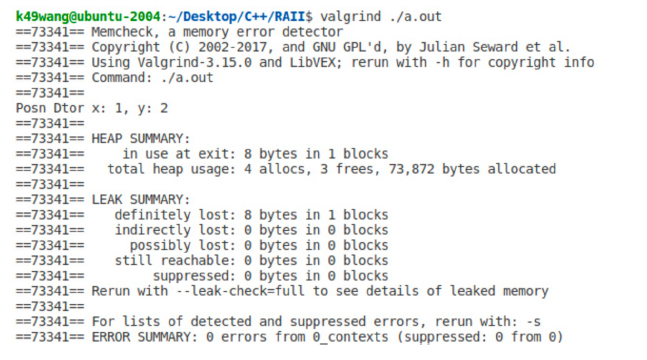 k49wang@ubuntu-2004:~/Desktop/C++/RAII$ valgrind ./a.out
==73341== Memcheck, a memory error detector
==73341== Copyright (C) 2002-2017, and GNU GPL'd, by Julian Seward et al.
==73341== Using Valgrind-3.15.0 and LibVEX; rerun with -h for copyright info
==73341== Command: ./a.out
==73341==
Posn Dtor x: 1, y: 2
==73341==
==73341== HEAP SUMMARY:
==73341==     in use at exit: 8 bytes in 1 blocks
==73341==   total heap usage: 4 allocs, 3 frees, 73,872 bytes allocated
==73341==
==73341== LEAK SUMMARY:
==73341==    definitely lost: 8 bytes in 1 blocks
==73341==    indirectly lost: 0 bytes in 0 blocks
==73341==      possibly lost: 0 bytes in 0 blocks
==73341==    still reachable: 0 bytes in 0 blocks
==73341==         suppressed: 0 bytes in 0 blocks
==73341== Rerun with --leak-check=full to see details of leaked memory
==73341==
==73341== For lists of detected and suppressed errors, rerun with: -s
==73341== ERROR SUMMARY: 0 errors from 0 contexts (suppressed: 0 from 0)